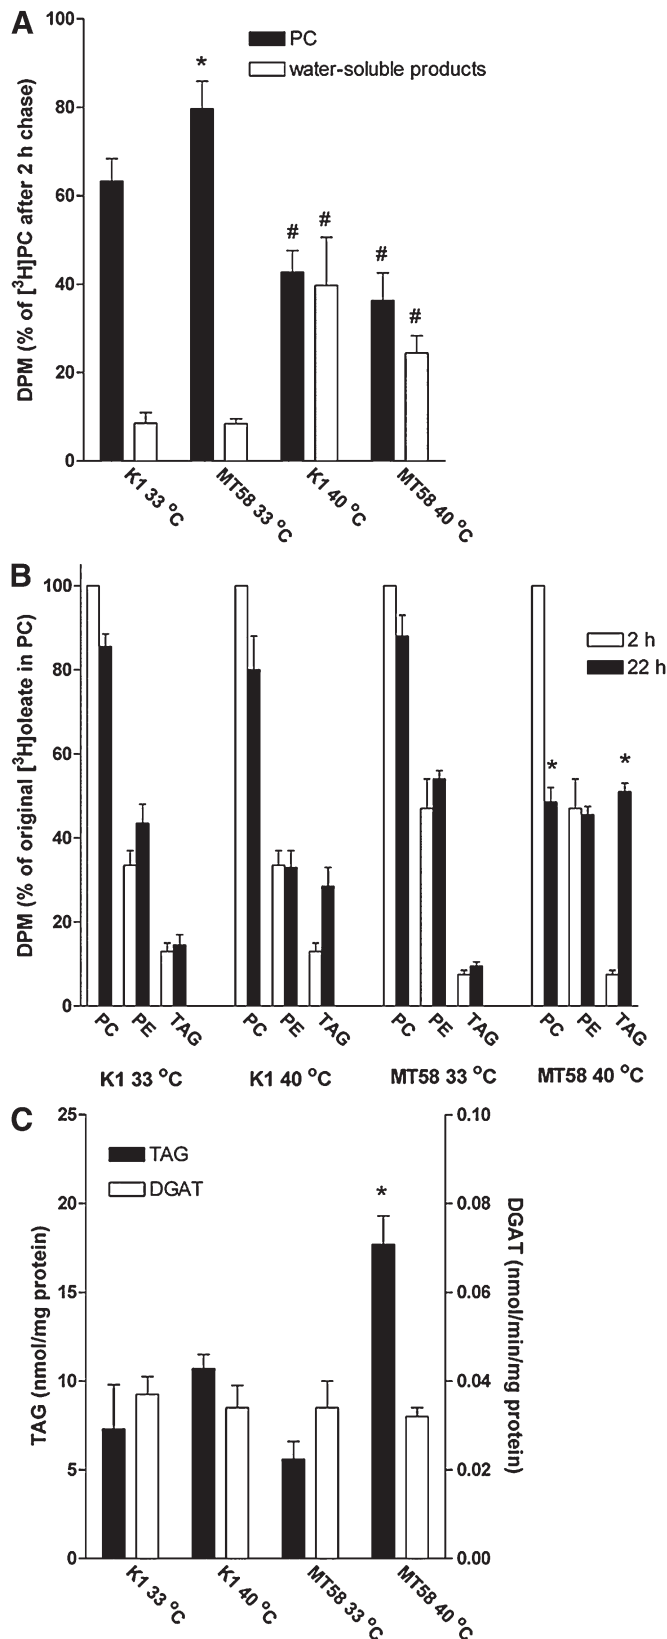 A
100
80
60
40
20
0
DPM (% of [³H]PC after 2 h chase)
PC
water-soluble products
*
#
#
#
#
K1 33 °C
MT58 33 °C
K1 40 °C
MT58 40 °C
B
100
80
60
40
20
0
DPM (% of original [³H]oleate in PC)
2 h
22 h
*
*
PC PE TAG PC PE TAG PC PE TAG PC PE TAG
K1 33 °C K1 40 °C MT58 33 °C MT58 40 °C
C
25
20
15
10
5
0
TAG (nmol/mg protein)
TAG
DGAT
*
0.10
0.08
0.06
0.04
0.02
0.00
DGAT (nmol/min/mg protein)
K1 33 °C
K1 40 °C
MT58 33 °C
MT58 40 °C